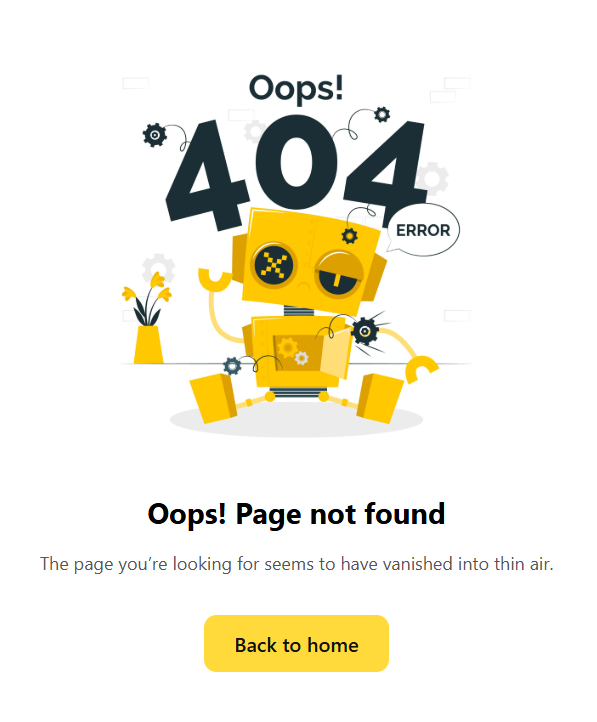 Oops!
404
ERROR
Oops! Page not found
The page you’re looking for seems to have vanished into thin air.
Back to home